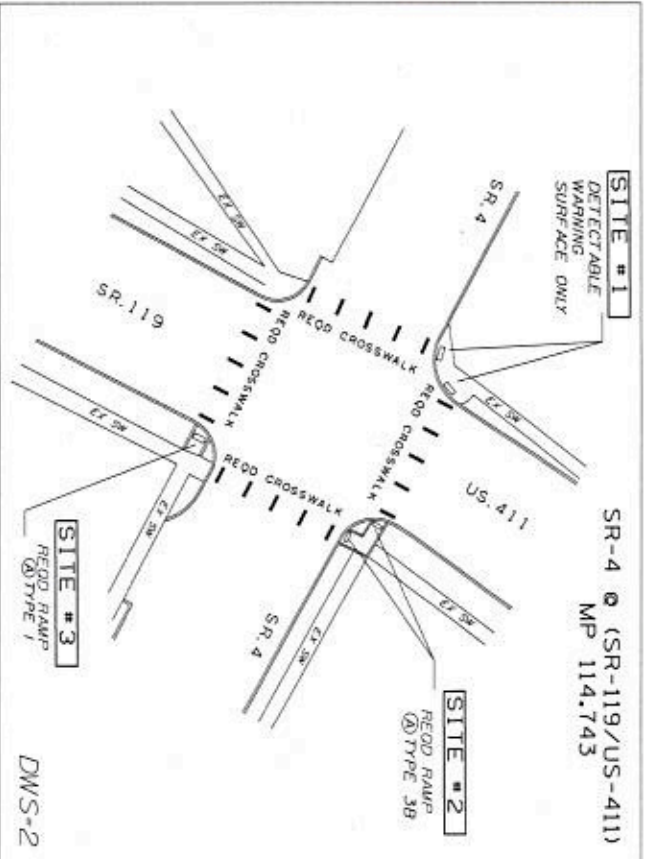 SR-4 @ (SR-119/US-411)
MP 114.743
SITE #1
DETECTABLE
WARNING
SURFACE ONLY
SR.4
EX SW
US.411
EX SW
EX SW
SR.119
REQD CROSSWALK
REQD CROSSWALK
REQD CROSSWALK
REQD CROSSWALK
EX SW
EX SW
EX SW
SR.4
EX SW
SITE #2
REQD RAMP
Ⓐ TYPE 3B
SITE #3
REQD RAMP
Ⓐ TYPE 1
DWS=2